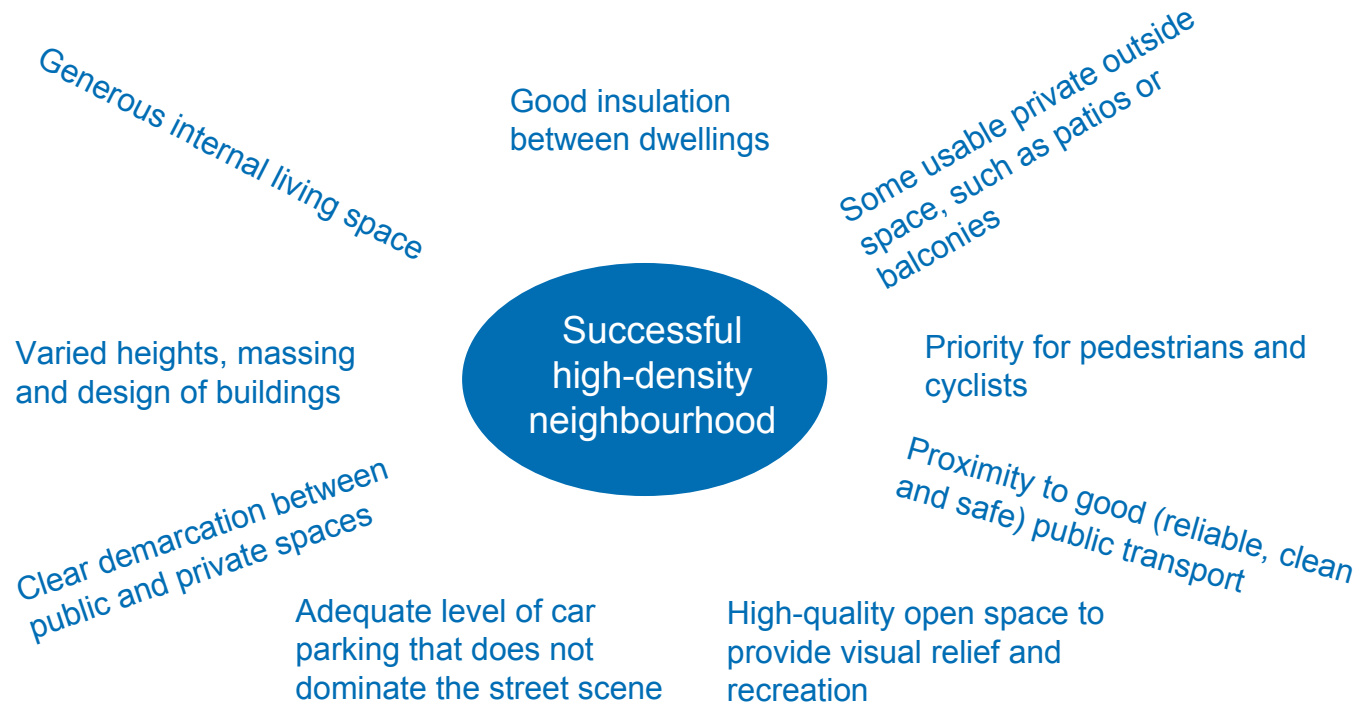 Generous internal living space
Good insulation
between dwellings
Some usable private outside
space, such as patios or
balconies
Successful
high-density
neighbourhood
Varied heights, massing
and design of buildings
Priority for pedestrians and
cyclists
Clear demarcation between
public and private spaces
Proximity to good (reliable, clean
and safe) public transport
Adequate level of car
parking that does not
dominate the street scene
High-quality open space to
provide visual relief and
recreation